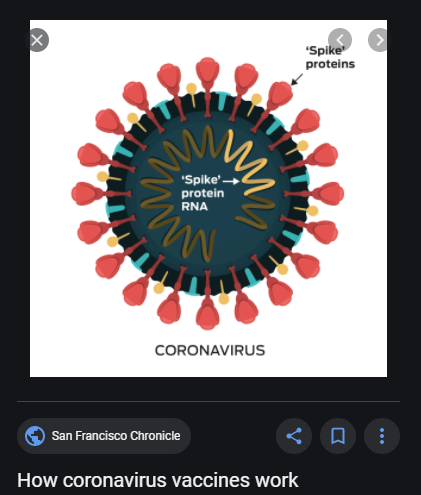 'Spike'
proteins
'Spike'
protein
RNA
CORONAVIRUS
San Francisco Chronicle
How coronavirus vaccines work